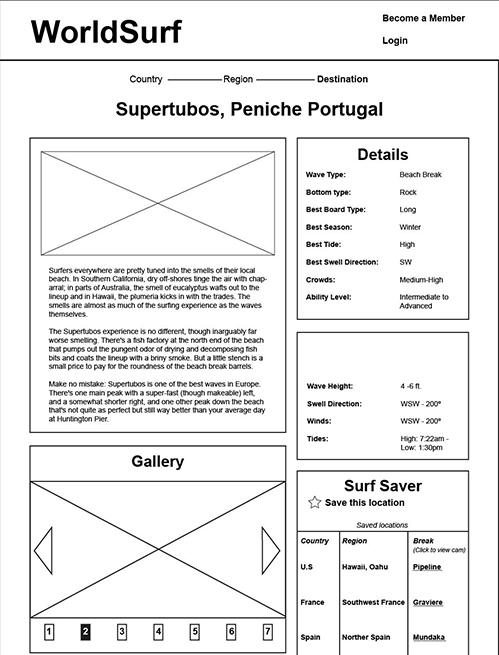 WorldSurf
Become a Member
Login
Country Region Destination
Supertubos, Peniche Portugal
Surfers everywhere are pretty tuned into the smells of their local
beach. In Southern California, dry off-shores tinge the air with chap-
arral; in parts of Australia, the smell of eucalyptus wafts out to the
lineup and in Hawaii, the plumeria kicks in with the trades. The
smells are almost as much of the surfing experience as the waves
themselves.
The Supertubos experience is no different, though inarguably far
worse smelling. There's a fish factory at the north end of the beach
that pumps out the pungent odor of drying and decomposing fish
bits and coats the lineup with a briny smoke. But a little stench is a
small price to pay for the roundness of the beach break barrels.
Make no mistake: Supertubos is one of the best waves in Europe.
There's one main peak with a super-fast (though makeable) left,
and a somewhat shorter right, and one other peak down the beach
that's not quite as perfect but still way better than your average day
at Huntington Pier.
Gallery
1 2 3 4 5 6 7
Details
Wave Type: Beach Break
Bottom type: Rock
Best Board Type: Long
Best Season: Winter
Best Tide: High
Best Swell Direction: SW
Crowds: Medium-High
Ability Level: Intermediate to
Advanced
Wave Height: 4 -6 ft.
Swell Direction: WSW - 200º
Winds: WSW - 200º
Tides: High: 7:22am -
Low: 1:30pm
Surf Saver
Save this location
Saved locations
Country Region Break
(Click to view cam)
U.S Hawaii, Oahu Pipeline
France Southwest France Graviere
Spain Norther Spain Mundaka